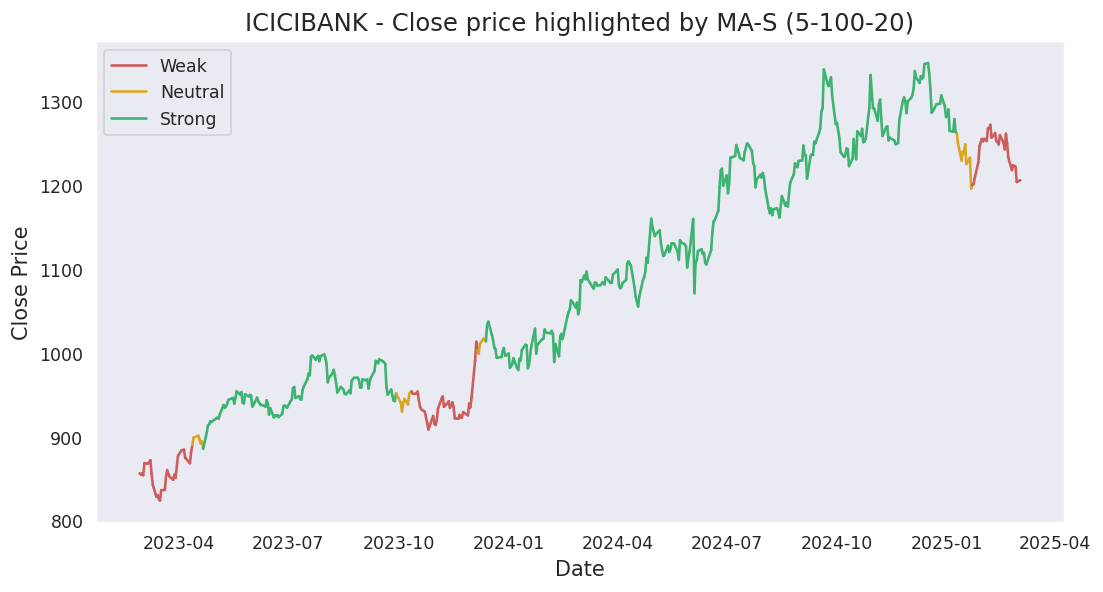 ICICIBANK - Close price highlighted by MA-S (5-100-20)
Weak
Neutral
Strong
Close Price
1300
1200
1100
1000
900
800
2023-04 2023-07 2023-10 2024-01 2024-04 2024-07 2024-10 2025-01 2025-04
Date